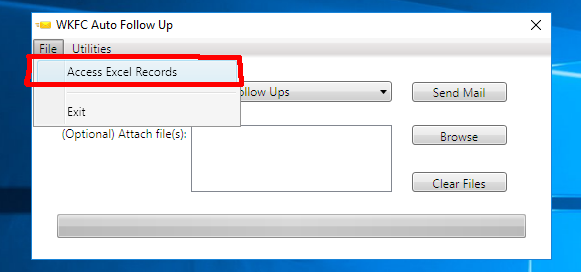 WKFC Auto Follow Up
File Utilities
Access Excel Records
Exit
ollow Ups
Send Mail
(Optional) Attach file(s):
Browse
Clear Files